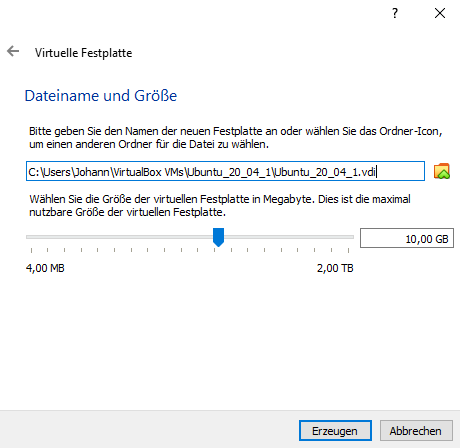 ?
Virtuelle Festplatte
Dateiname und Größe
Bitte geben Sie den Namen der neuen Festplatte an oder wählen Sie das Ordner-Icon,
um einen anderen Ordner für die Datei zu wählen.
C:\Users\Johann\VirtualBox VMs\Ubuntu_20_04_1\Ubuntu_20_04_1.vdi
Wählen Sie die Größe der virtuellen Festplatte in Megabyte. Dies ist die maximal
nutzbare Größe der virtuellen Festplatte.
10,00 GB
4,00 MB 2,00 TB
Erzeugen Abbrechen